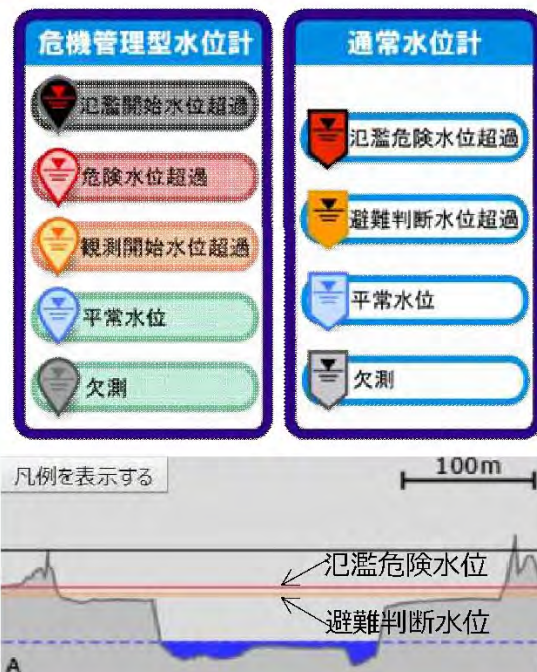 危機管理型水位計
氾濫開始水位超過
危険水位超過
観測開始水位超過
平常水位
欠測
通常水位計
氾濫危険水位超過
避難判断水位超過
平常水位
欠測
凡例を表示する
100m
氾濫危険水位
避難判断水位
A